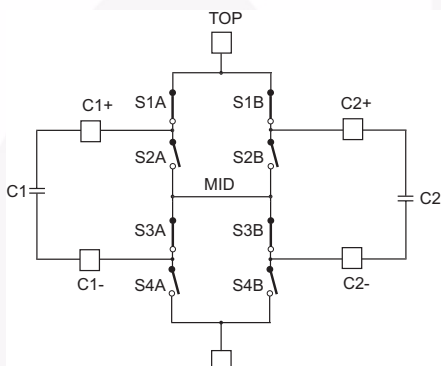 TOP
C1+
S1A
S1B
C2+
S2A
S2B
C1
MID
C2
S3A
S3B
C1-
S4A
S4B
C2-